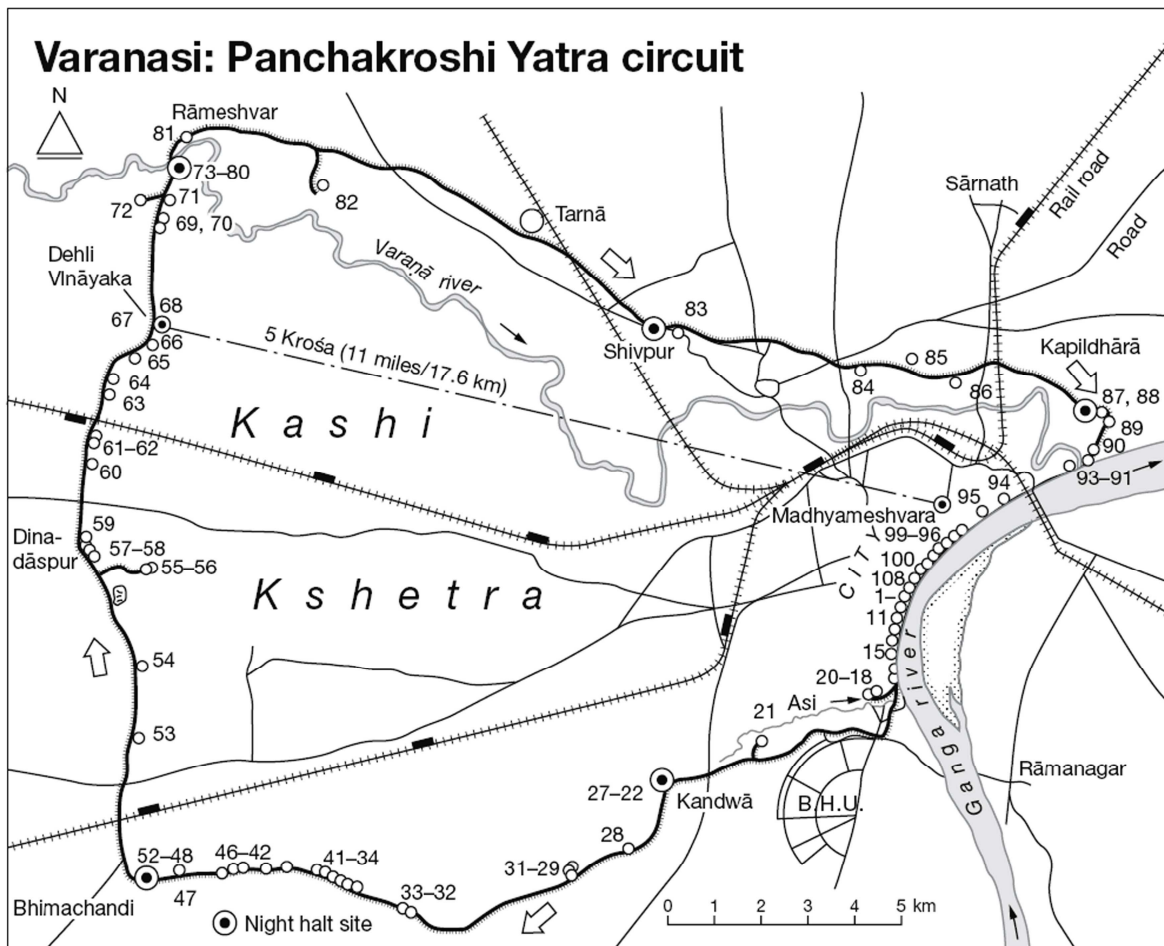 Varanasi: Panchakroshi Yatra circuit
N
Rāmeshvar
81
73–80
72
71
69, 70
82
Tarnā
Sārnath
Rail road
Road
Dehli
VInāyaka
Varaṇā river
68
67
66
65
64
63
5 Krośa (11 miles/17.6 km)
83
Shivpur
84
85
86
Kapildhārā
87, 88
89
90
93–91
Kashi
61–62
60
94
95
Madhyameshvara
99–96
CITY
100
108
1–
11
15
59
Dina-
dāspur
57–58
55–56
Kshetra
54
53
20–18
Asi
21
Ganga river
Rāmanagar
27–22
Kandwā
B.H.U.
28
31–29
33–32
41–34
46–42
52–48
47
Bhimachandi
Night halt site
0 1 2 3 4 5 km